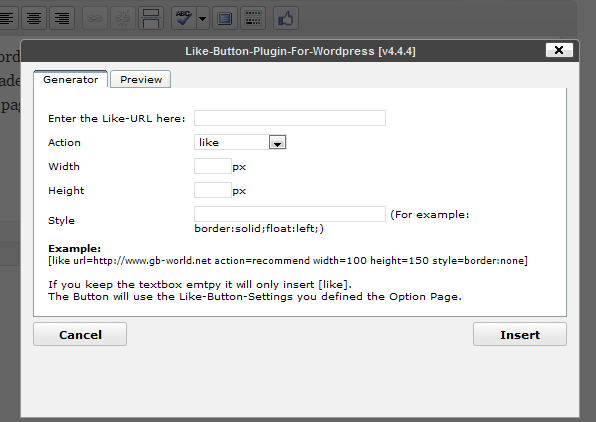 ABC
Like-Button-Plugin-For-Wordpress [v4.4.4]
Generator Preview
Enter the Like-URL here:
Action like
Width px
Height px
Style (For example:
border:solid;float:left;)
Example:
[like url=http://www.gb-world.net action=recommend width=100 height=150 style=border:none]
If you keep the textbox emtpy it will only insert [like].
The Button will use the Like-Button-Settings you defined the Option Page.
Cancel Insert